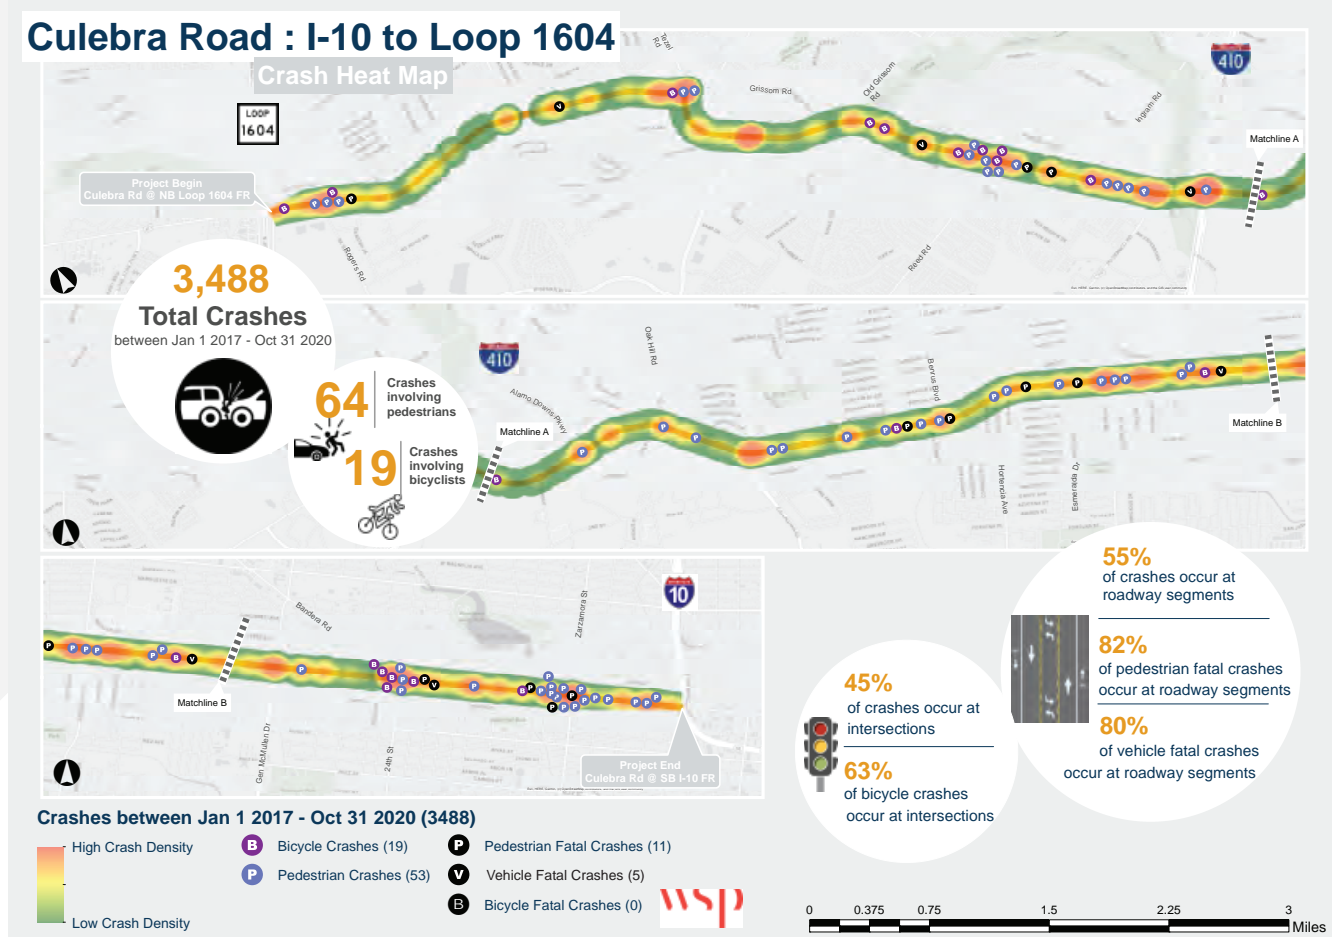 Culebra Road : I-10 to Loop 1604
Crash Heat Map
LOOP
1604
Project Begin
Culebra Rd @ NB Loop 1604 FR
Tezel
Rd
Grissom Rd
Old Grissom
Rd
410
Ingram Rd
Matchline A
Rogers Rd
Reed Rd
3,488
Total Crashes
between Jan 1 2017 - Oct 31 2020
64
Crashes
involving
pedestrians
19
Crashes
involving
bicyclists
410
Alamo Downs Pkwy
Matchline A
Oak Hill Rd
Benrus Blvd
Hortencia Ave
Esmeralda Dr
Matchline B
Bandera Rd
Zarzamora St
10
Matchline B
Gen McMullen Dr
24th St
Project End
Culebra Rd @ SB I-10 FR
45%
of crashes occur at
intersections
63%
of bicycle crashes
occur at intersections
55%
of crashes occur at
roadway segments
82%
of pedestrian fatal crashes
occur at roadway segments
80%
of vehicle fatal crashes
occur at roadway segments
Crashes between Jan 1 2017 - Oct 31 2020 (3488)
High Crash Density
Low Crash Density
B Bicycle Crashes (19)
P Pedestrian Crashes (53)
P Pedestrian Fatal Crashes (11)
V Vehicle Fatal Crashes (5)
B Bicycle Fatal Crashes (0)
wsp
0 0.375 0.75 1.5 2.25 3
Miles